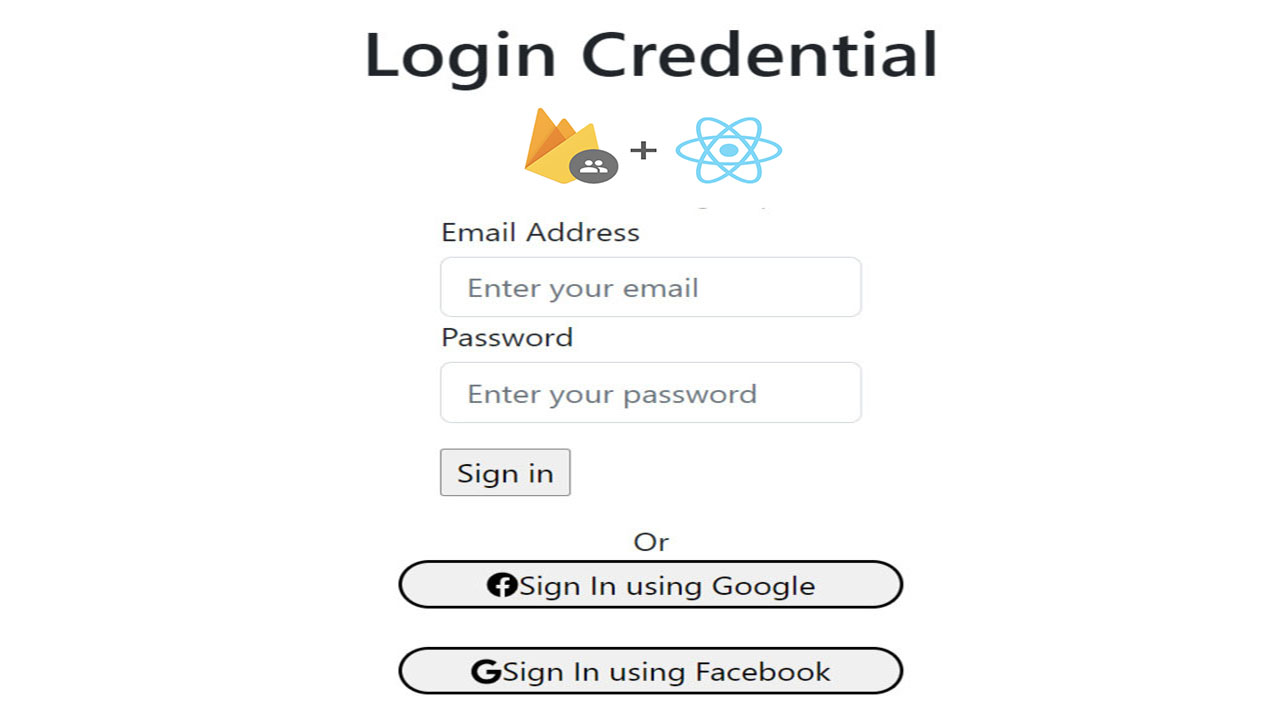 Login Credential
Email Address
Enter your email
Password
Enter your password
Sign in
Or
Sign In using Google
Sign In using Facebook